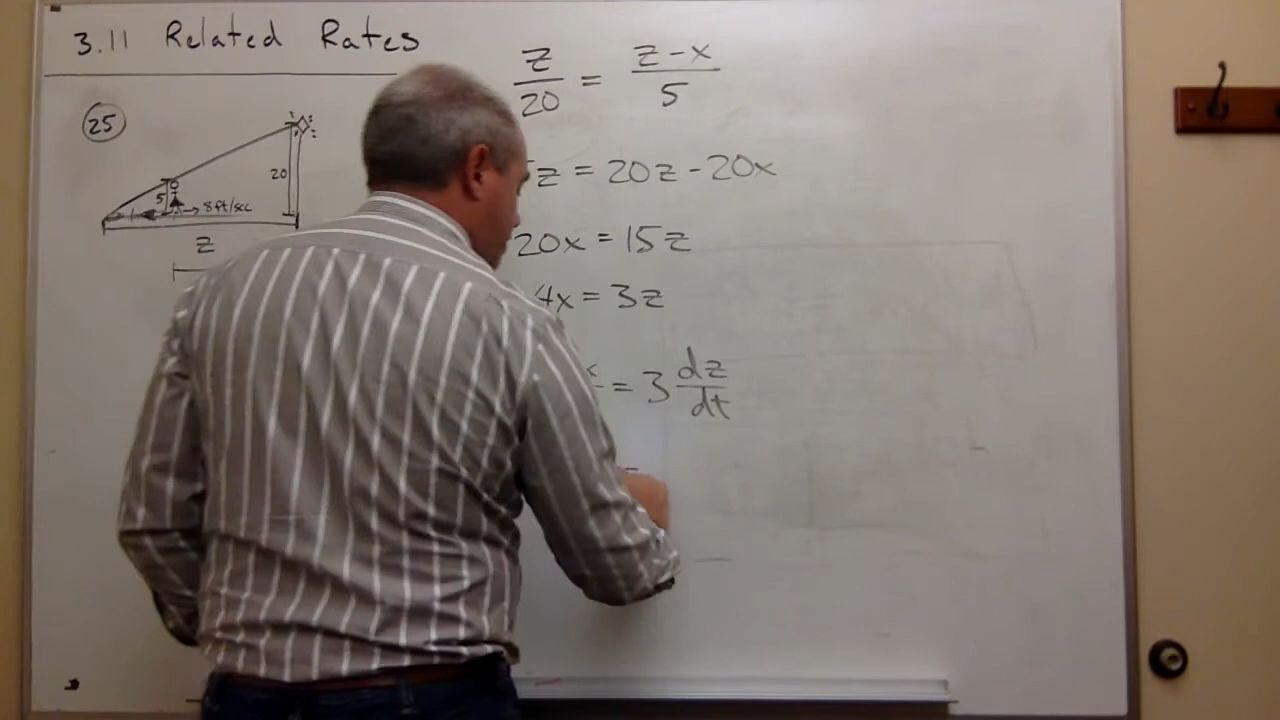 3.11 Related Rates
25
20
5
8 ft/sec
z
z/20 = (z-x)/5
z = 20z - 20x
20x = 15z
4x = 3z
= 3 dz/dt